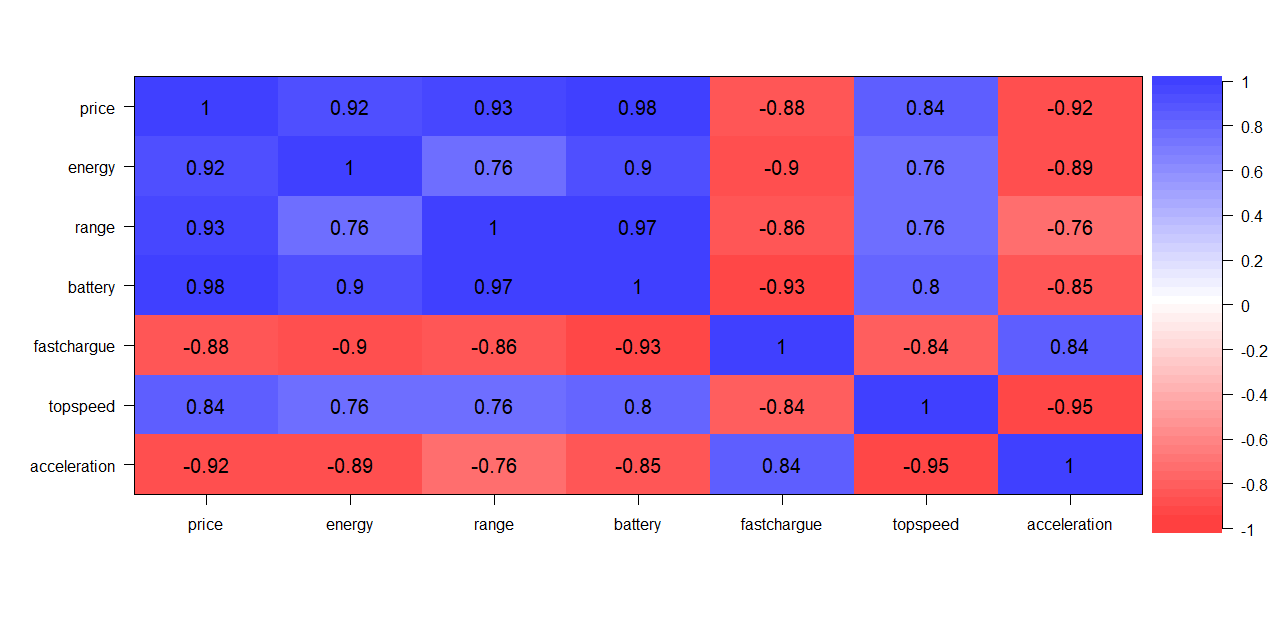 price 1 0.92 0.93 0.98 -0.88 0.84 -0.92
energy 0.92 1 0.76 0.9 -0.9 0.76 -0.89
range 0.93 0.76 1 0.97 -0.86 0.76 -0.76
battery 0.98 0.9 0.97 1 -0.93 0.8 -0.85
fastchargue -0.88 -0.9 -0.86 -0.93 1 -0.84 0.84
topspeed 0.84 0.76 0.76 0.8 -0.84 1 -0.95
acceleration -0.92 -0.89 -0.76 -0.85 0.84 -0.95 1
price energy range battery fastchargue topspeed acceleration
1
0.8
0.6
0.4
0.2
0
-0.2
-0.4
-0.6
-0.8
-1